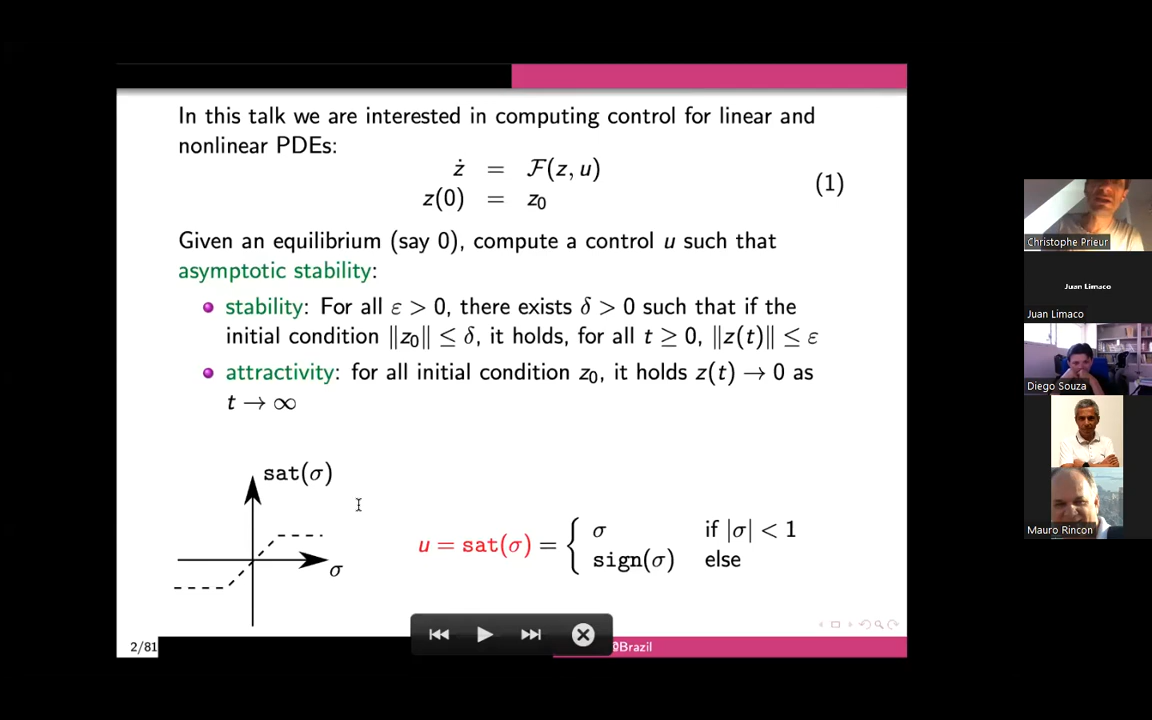 In this talk we are interested in computing control for linear and
nonlinear PDEs:
ż = ℱ(z, u)
z(0) = z₀
(1)
Given an equilibrium (say 0), compute a control u such that
asymptotic stability:
stability: For all ε > 0, there exists δ > 0 such that if the
initial condition ‖z₀‖ ≤ δ, it holds, for all t ≥ 0, ‖z(t)‖ ≤ ε
attractivity: for all initial condition z₀, it holds z(t) → 0 as
t → ∞
sat(σ)
σ
u = sat(σ) = { σ if |σ| < 1
sign(σ) else
2/81
@Brazil
Christophe Prieur
Juan Limaco
Juan Limaco
Diego Souza
Mauro Rincon